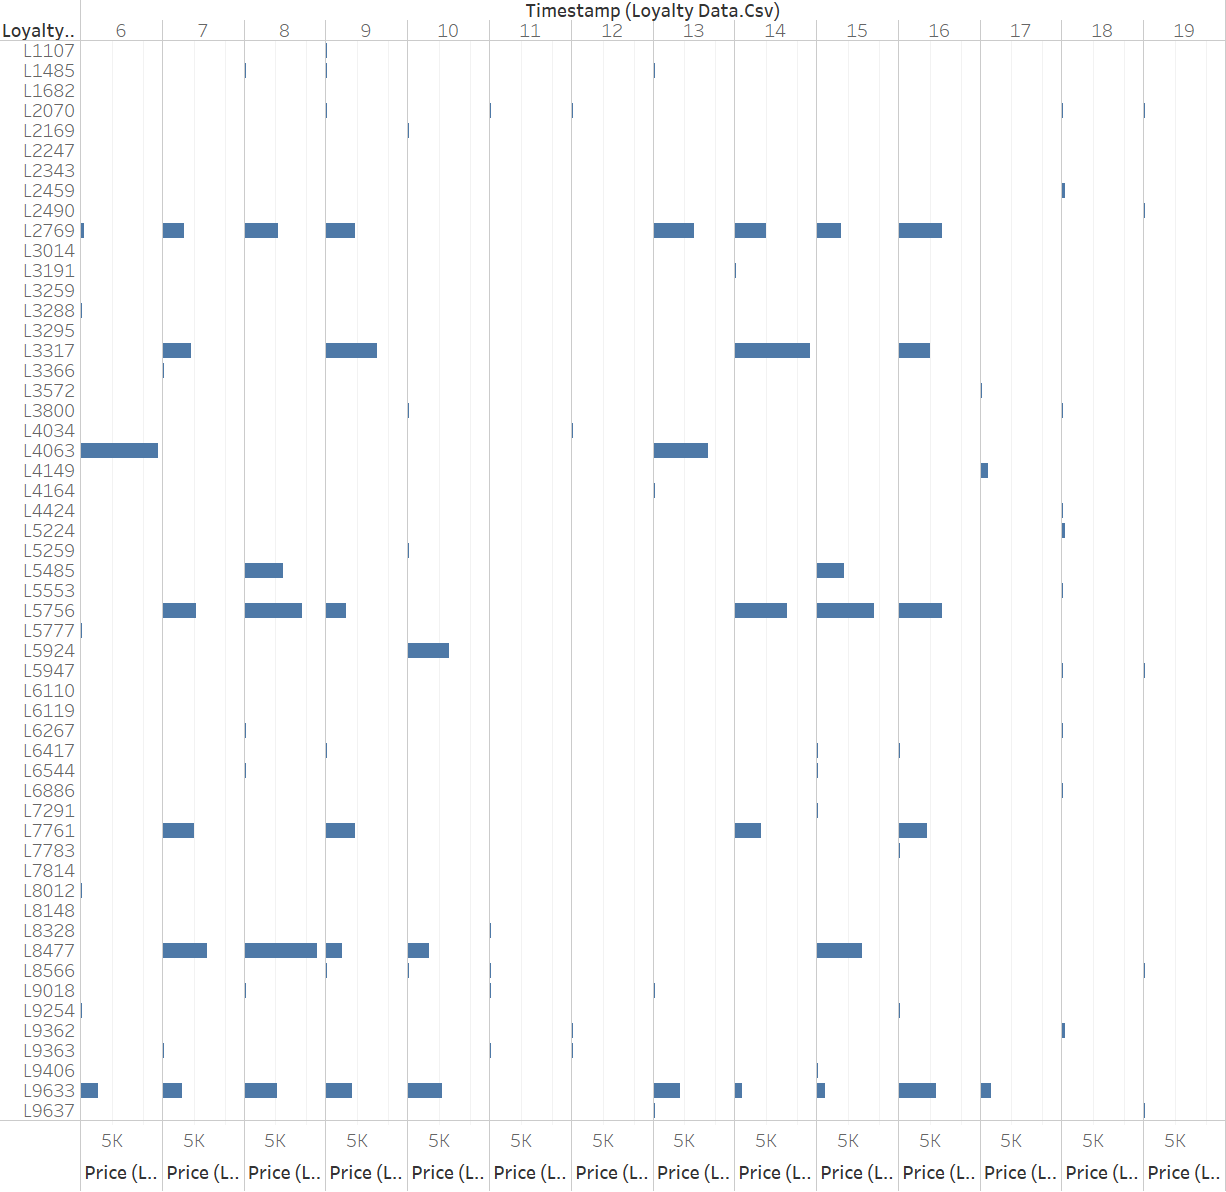 Timestamp (Loyalty Data.Csv)
Loyalty.. 6 7 8 9 10 11 12 13 14 15 16 17 18 19
L1107
L1485
L1682
L2070
L2169
L2247
L2343
L2459
L2490
L2769
L3014
L3191
L3259
L3288
L3295
L3317
L3366
L3572
L3800
L4034
L4063
L4149
L4164
L4424
L5224
L5259
L5485
L5553
L5756
L5777
L5924
L5947
L6110
L6119
L6267
L6417
L6544
L6886
L7291
L7761
L7783
L7814
L8012
L8148
L8328
L8477
L8566
L9018
L9254
L9362
L9363
L9406
L9633
L9637
5K 5K 5K 5K 5K 5K 5K 5K 5K 5K 5K 5K 5K 5K
Price (L.. Price (L.. Price (L.. Price (L.. Price (L.. Price (L.. Price (L.. Price (L.. Price (L.. Price (L.. Price (L.. Price (L.. Price (L.. Price (L..